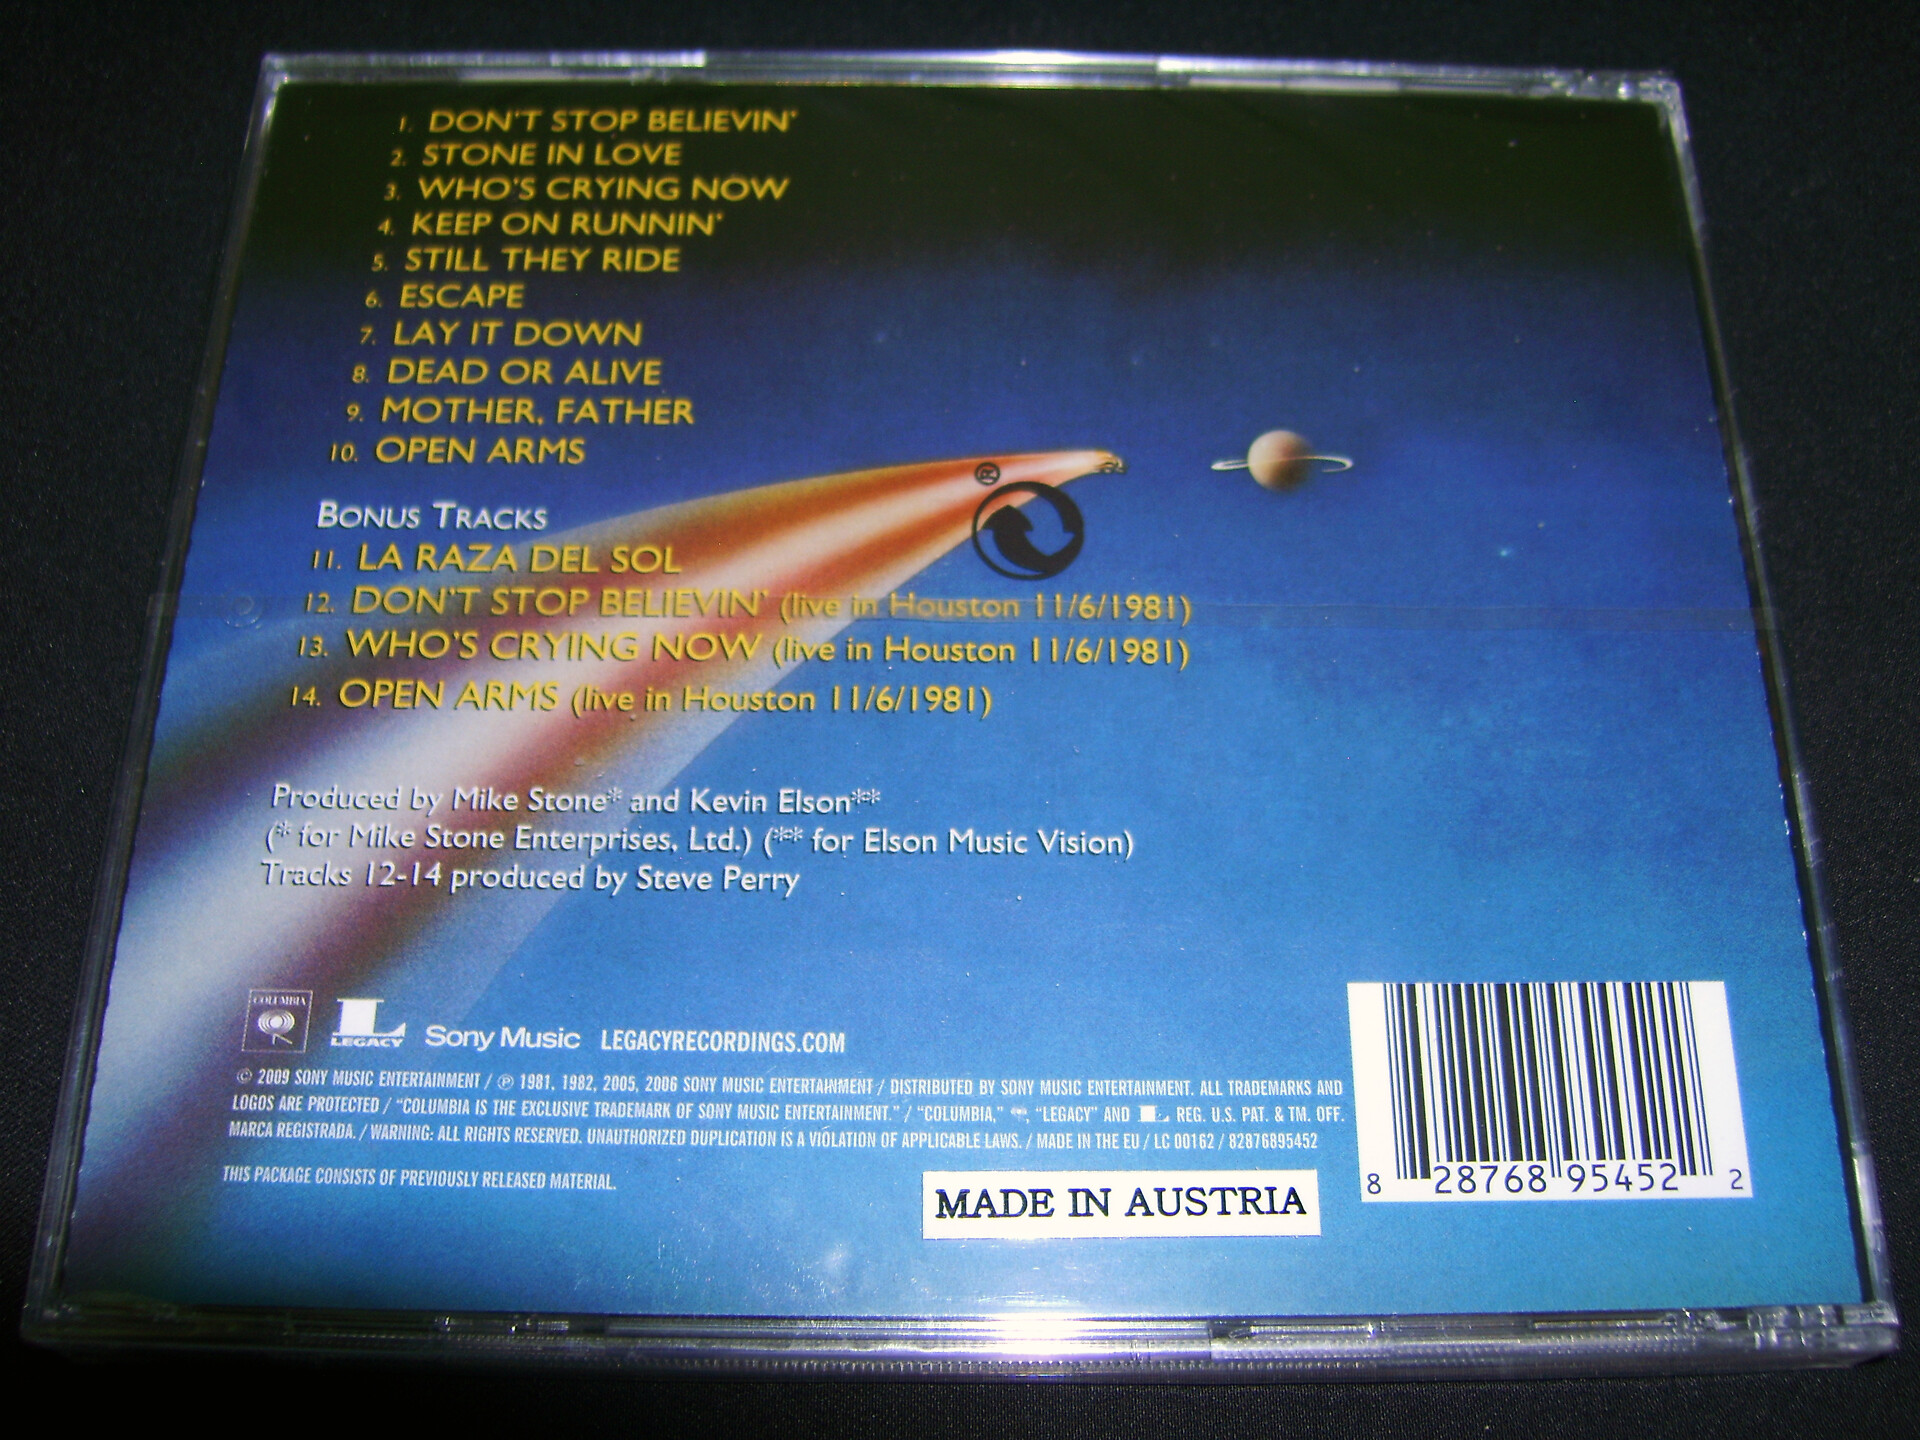 1. DON'T STOP BELIEVIN'
2. STONE IN LOVE
3. WHO'S CRYING NOW
4. KEEP ON RUNNIN'
5. STILL THEY RIDE
6. ESCAPE
7. LAY IT DOWN
8. DEAD OR ALIVE
9. MOTHER, FATHER
10. OPEN ARMS
BONUS TRACKS
11. LA RAZA DEL SOL
12. DON'T STOP BELIEVIN' (live in Houston 11/6/1981)
13. WHO'S CRYING NOW (live in Houston 11/6/1981)
14. OPEN ARMS (live in Houston 11/6/1981)
Produced by Mike Stone* and Kevin Elson**
(* for Mike Stone Enterprises, Ltd.) (** for Elson Music Vision)
Tracks 12-14 produced by Steve Perry
COLUMBIA
L LEGACY
Sony Music LEGACYRECORDINGS.COM
© 2009 SONY MUSIC ENTERTAINMENT / ℗ 1981, 1982, 2005, 2006 SONY MUSIC ENTERTAINMENT / DISTRIBUTED BY SONY MUSIC ENTERTAINMENT. ALL TRADEMARKS AND
LOGOS ARE PROTECTED / "COLUMBIA IS THE EXCLUSIVE TRADEMARK OF SONY MUSIC ENTERTAINMENT." / "COLUMBIA," , "LEGACY" AND L REG. U.S. PAT. & TM. OFF.
MARCA REGISTRADA. / WARNING: ALL RIGHTS RESERVED. UNAUTHORIZED DUPLICATION IS A VIOLATION OF APPLICABLE LAWS. / MADE IN THE EU / LC 00162 / 82876895452
THIS PACKAGE CONSISTS OF PREVIOUSLY RELEASED MATERIAL.
MADE IN AUSTRIA
8 28768 95452 2